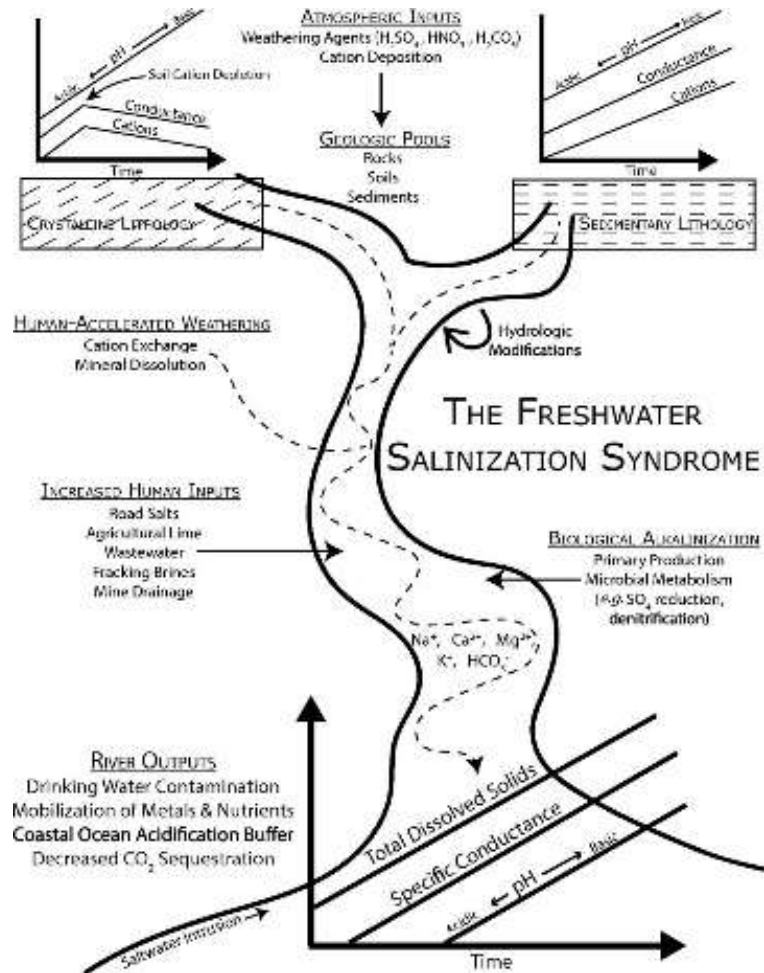 ATMOSPHERIC INPUTS
Weathering Agents (H₂SO₄, HNO₃, H₂CO₃)
Cation Deposition
Acidic ← pH → Basic
Soil Cation Depletion
Conductance
Cations
Time
GEOLOGIC POOLS
Rocks
Soils
Sediments
Acidic ← pH → Basic
Conductance
Cations
Time
CRYSTALLINE LITHOLOGY
SEDIMENTARY LITHOLOGY
HUMAN-ACCELERATED WEATHERING
Cation Exchange
Mineral Dissolution
Hydrologic
Modifications
THE FRESHWATER
SALINIZATION SYNDROME
INCREASED HUMAN INPUTS
Road Salts
Agricultural Lime
Wastewater
Fracking Brines
Mine Drainage
BIOLOGICAL ALKALINIZATION
Primary Production
Microbial Metabolism
(e.g. SO₄ reduction,
denitrification)
Na⁺, Ca²⁺, Mg²⁺
K⁺, HCO₃⁻
RIVER OUTPUTS
Drinking Water Contamination
Mobilization of Metals & Nutrients
Coastal Ocean Acidification Buffer
Decreased CO₂ Sequestration
Saltwater Intrusion →
Total Dissolved Solids
Specific Conductance
Acidic ← pH → Basic
Time